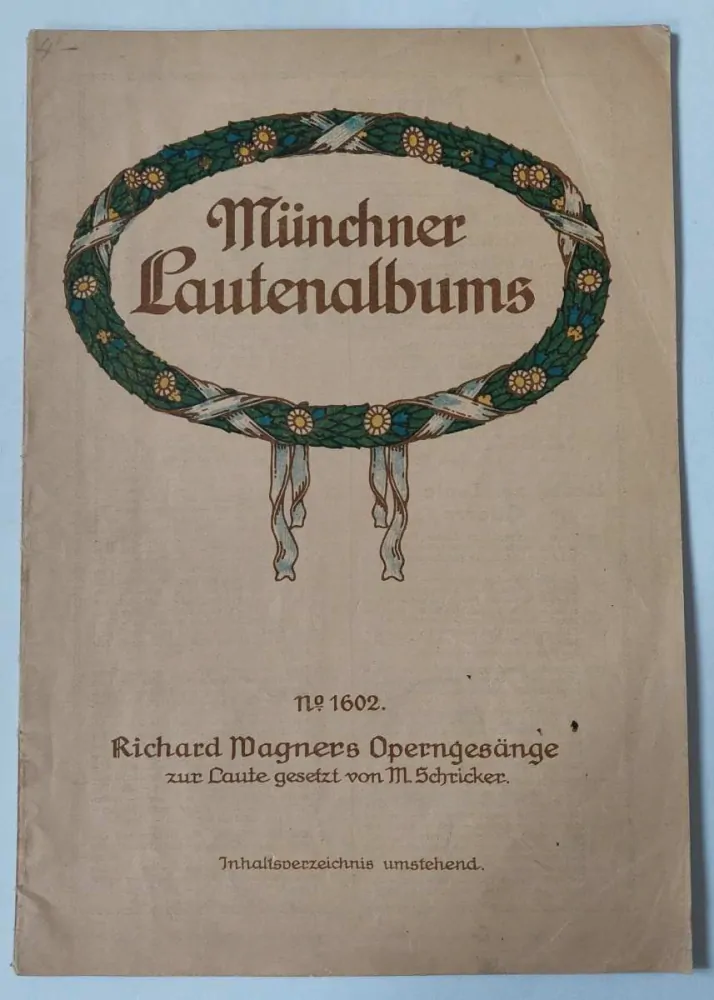 Münchner
Lautenalbums
No 1602.
Richard Wagners Operngesänge
zur Laute gesetzt von M. Schricker.
Inhaltsverzeichnis umstehend.